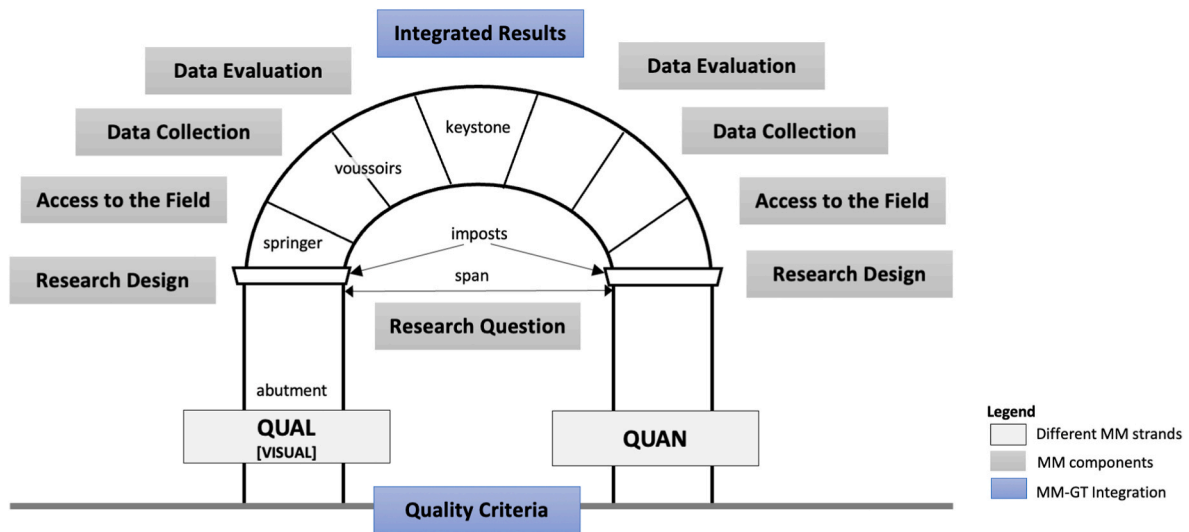 Integrated Results
Data Evaluation
Data Evaluation
Data Collection
keystone
Data Collection
voussoirs
Access to the Field
Access to the Field
springer
imposts
Research Design
span
Research Design
Research Question
abutment
QUAL
[VISUAL]
QUAN
Quality Criteria
Legend
Different MM strands
MM components
MM-GT Integration